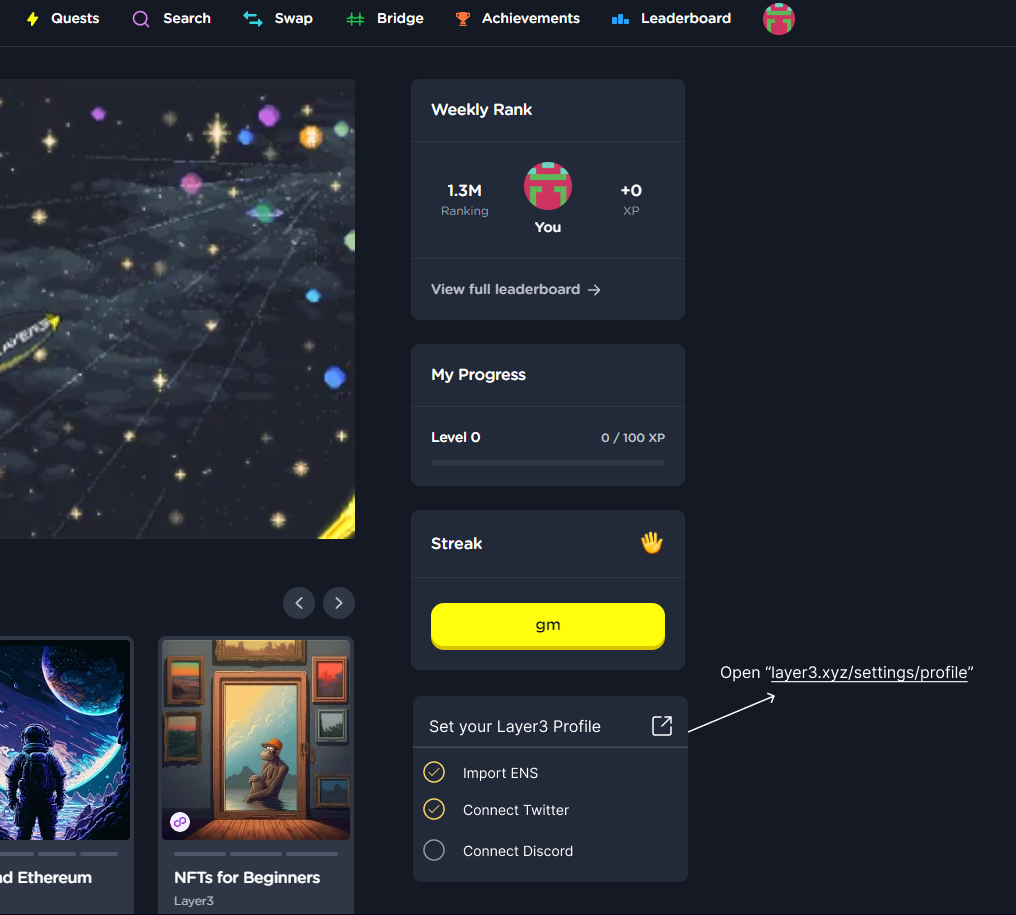 Quests
Search
Swap
Bridge
Achievements
Leaderboard
LAYER3
Weekly Rank
1.3M
Ranking
You
+0
XP
View full leaderboard →
My Progress
Level 0
0 / 100 XP
Streak
gm
Open “layer3.xyz/settings/profile”
Set your Layer3 Profile
Import ENS
Connect Twitter
Connect Discord
Ethereum
NFTs for Beginners
Layer3